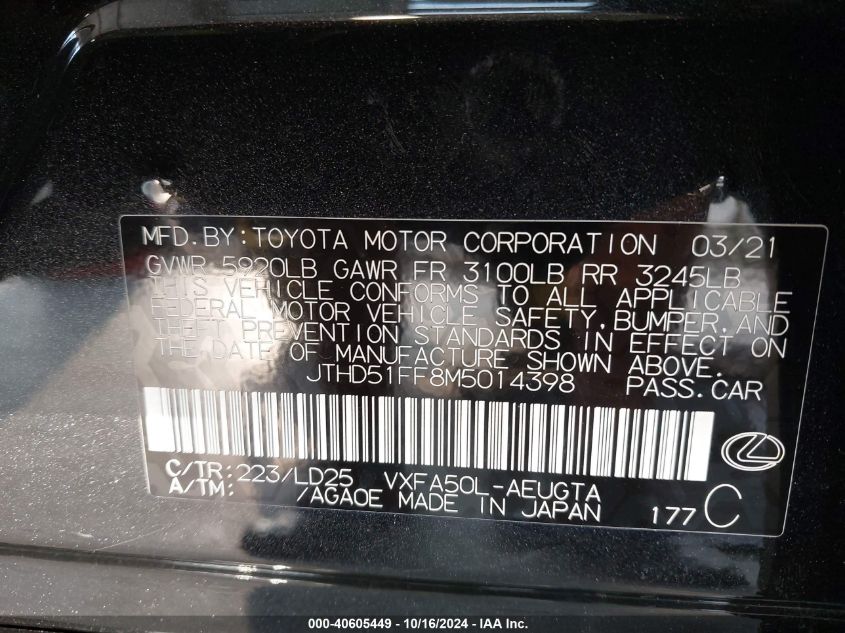 MFD.BY:TOYOTA MOTOR CORPORATION 03/21
GVWR 5920LB GAWR FR 3100LB RR 3245LB
THIS VEHICLE CONFORMS TO ALL APPLICABLE
FEDERAL MOTOR VEHICLE SAFETY,BUMPER,AND
THEFT PREVENTION STANDARDS IN EFFECT ON
THE DATE OF MANUFACTURE SHOWN ABOVE.
JTHD51FF8M5014398 PASS.CAR
C/TR:223/LD25 VXFA50L-AEUGTA
A/TM: /AGA0E MADE IN JAPAN 177 C
000-40605449 - 10/16/2024 - IAA Inc.